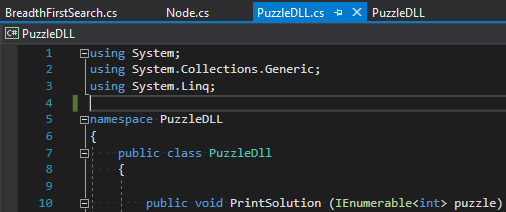 BreadthFirstSearch.cs Node.cs PuzzleDLL.cs PuzzleDLL
C# PuzzleDLL
1 using System;
2 using System.Collections.Generic;
3 using System.Linq;
4
5 namespace PuzzleDLL
6 {
7 public class PuzzleDll
8 {
9
10 public void PrintSolution (IEnumerable<int> puzzle)